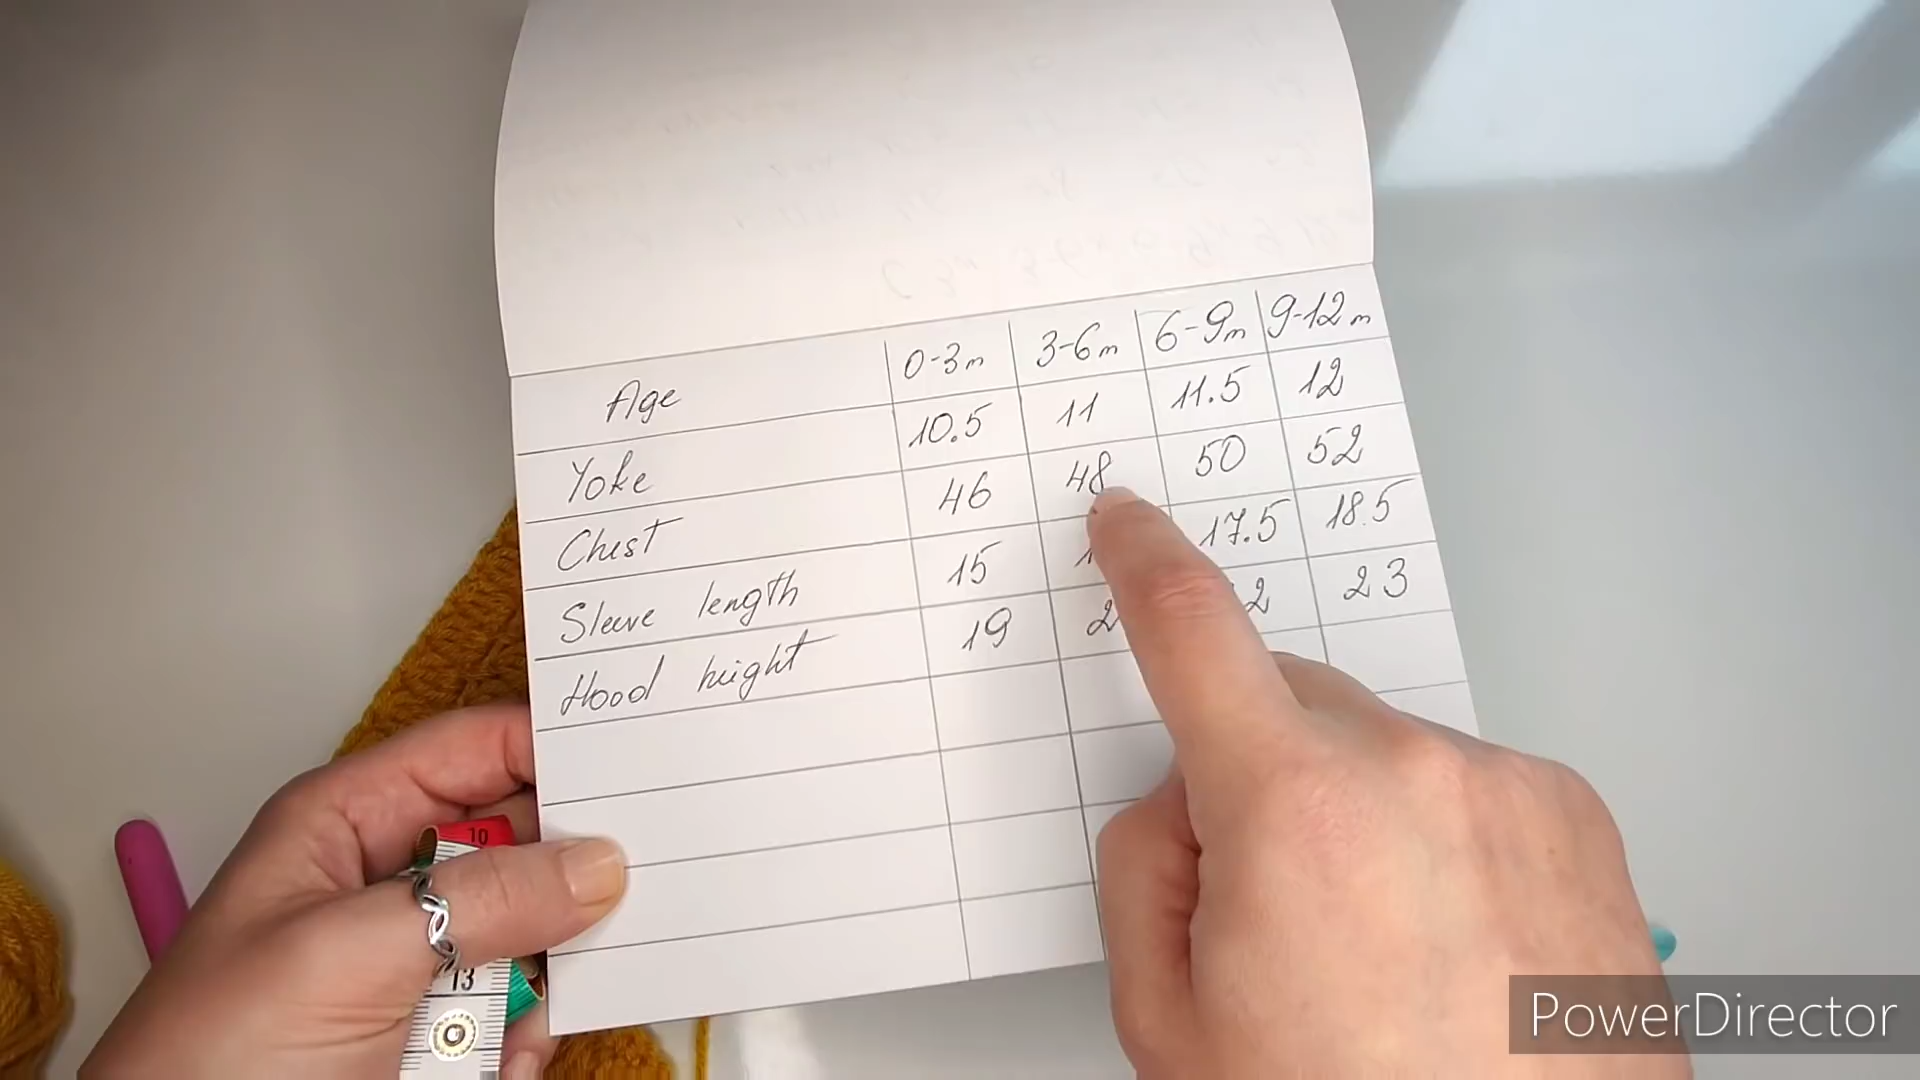 Age 0-3m 3-6m 6-9m 9-12m
Yoke 10.5 11 11.5 12
Chest 46 48 50 52
Sleeve length 15 17.5 18.5
Hood height 19 23
10
13
PowerDirector